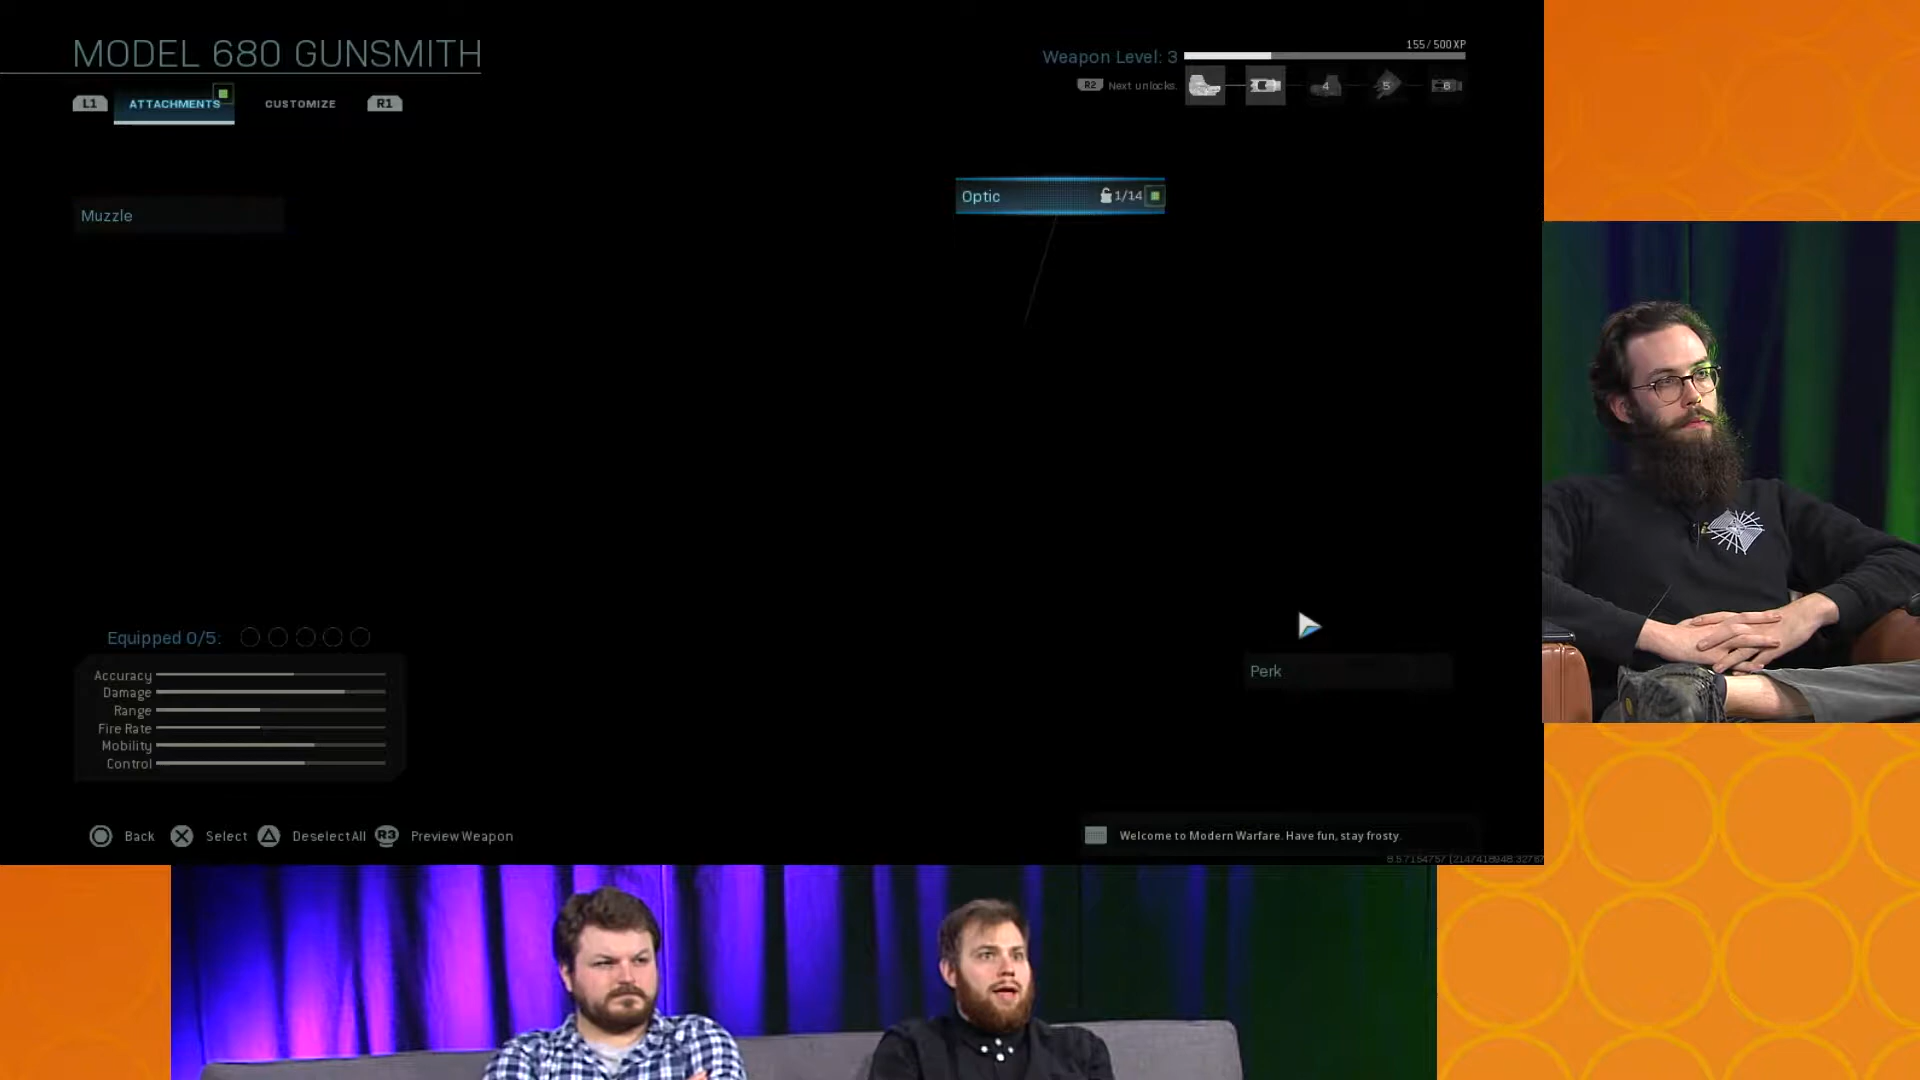 MODEL 680 GUNSMITH
155/500XP
Weapon Level: 3
R2 Next unlocks.
4
5
6
L1 ATTACHMENTS CUSTOMIZE R1
Optic 1/14
Muzzle
Equipped 0/5:
Perk
Accuracy
Damage
Range
Fire Rate
Mobility
Control
Back Select Deselect All R3 Preview Weapon
Welcome to Modern Warfare. Have fun, stay frosty.